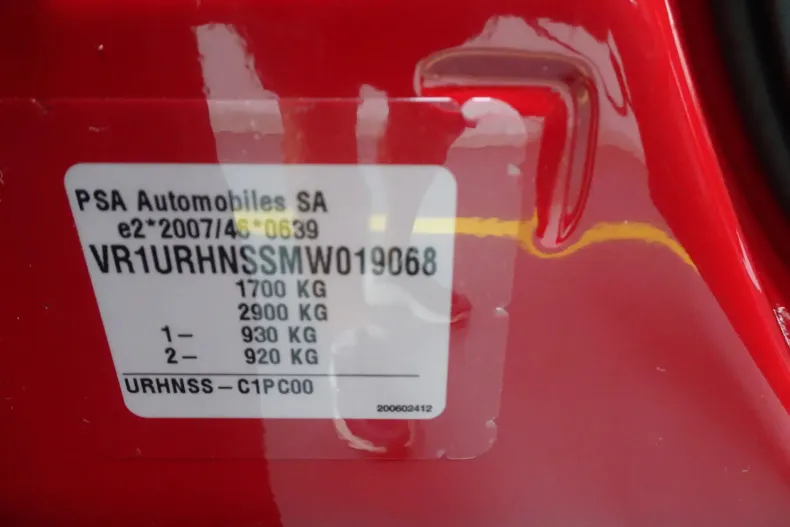 PSA Automobiles SA
e2*2007/46*0639
VR1URHNSSMW019068
1700 KG
2900 KG
1- 930 KG
2- 920 KG
URHNSS-C1PC00
200602412